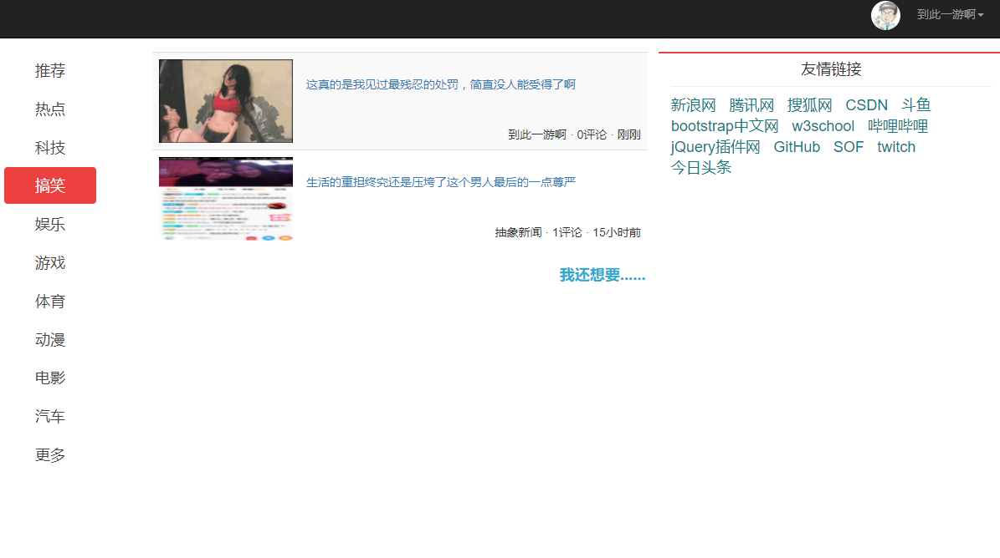 到此一游啊
推荐
热点
科技
搞笑
娱乐
游戏
体育
动漫
电影
汽车
更多
这真的是我见过最残忍的处罚，简直没人能受得了啊
到此一游啊 · 0评论 · 刚刚
生活的重担终究还是压垮了这个男人最后的一点尊严
抽象新闻 · 1评论 · 15小时前
我还想要......
友情链接
新浪网 腾讯网 搜狐网 CSDN 斗鱼
bootstrap中文网 w3school 哔哩哔哩
jQuery插件网 GitHub SOF twitch
今日头条